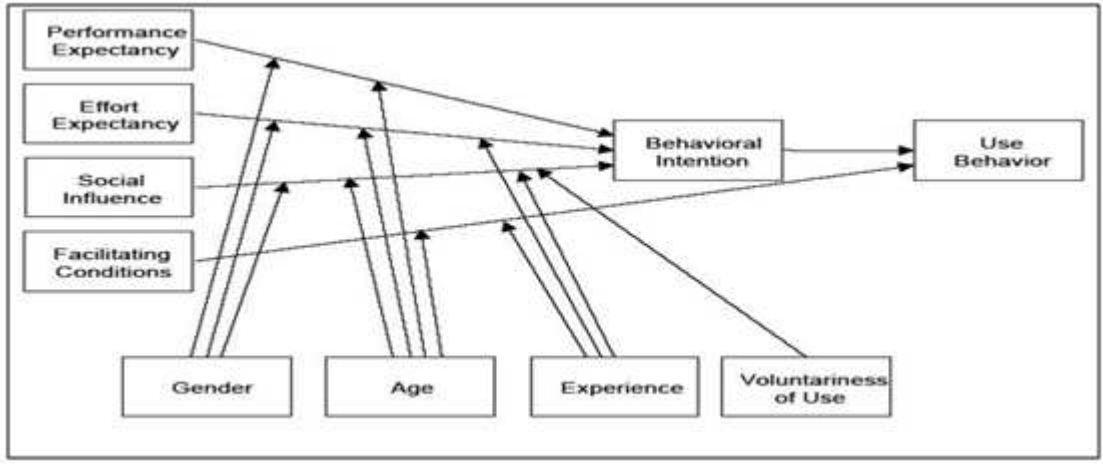 Performance
Expectancy
Effort
Expectancy
Social
Influence
Facilitating
Conditions
Behavioral
Intention
Use
Behavior
Gender
Age
Experience
Voluntariness
of Use